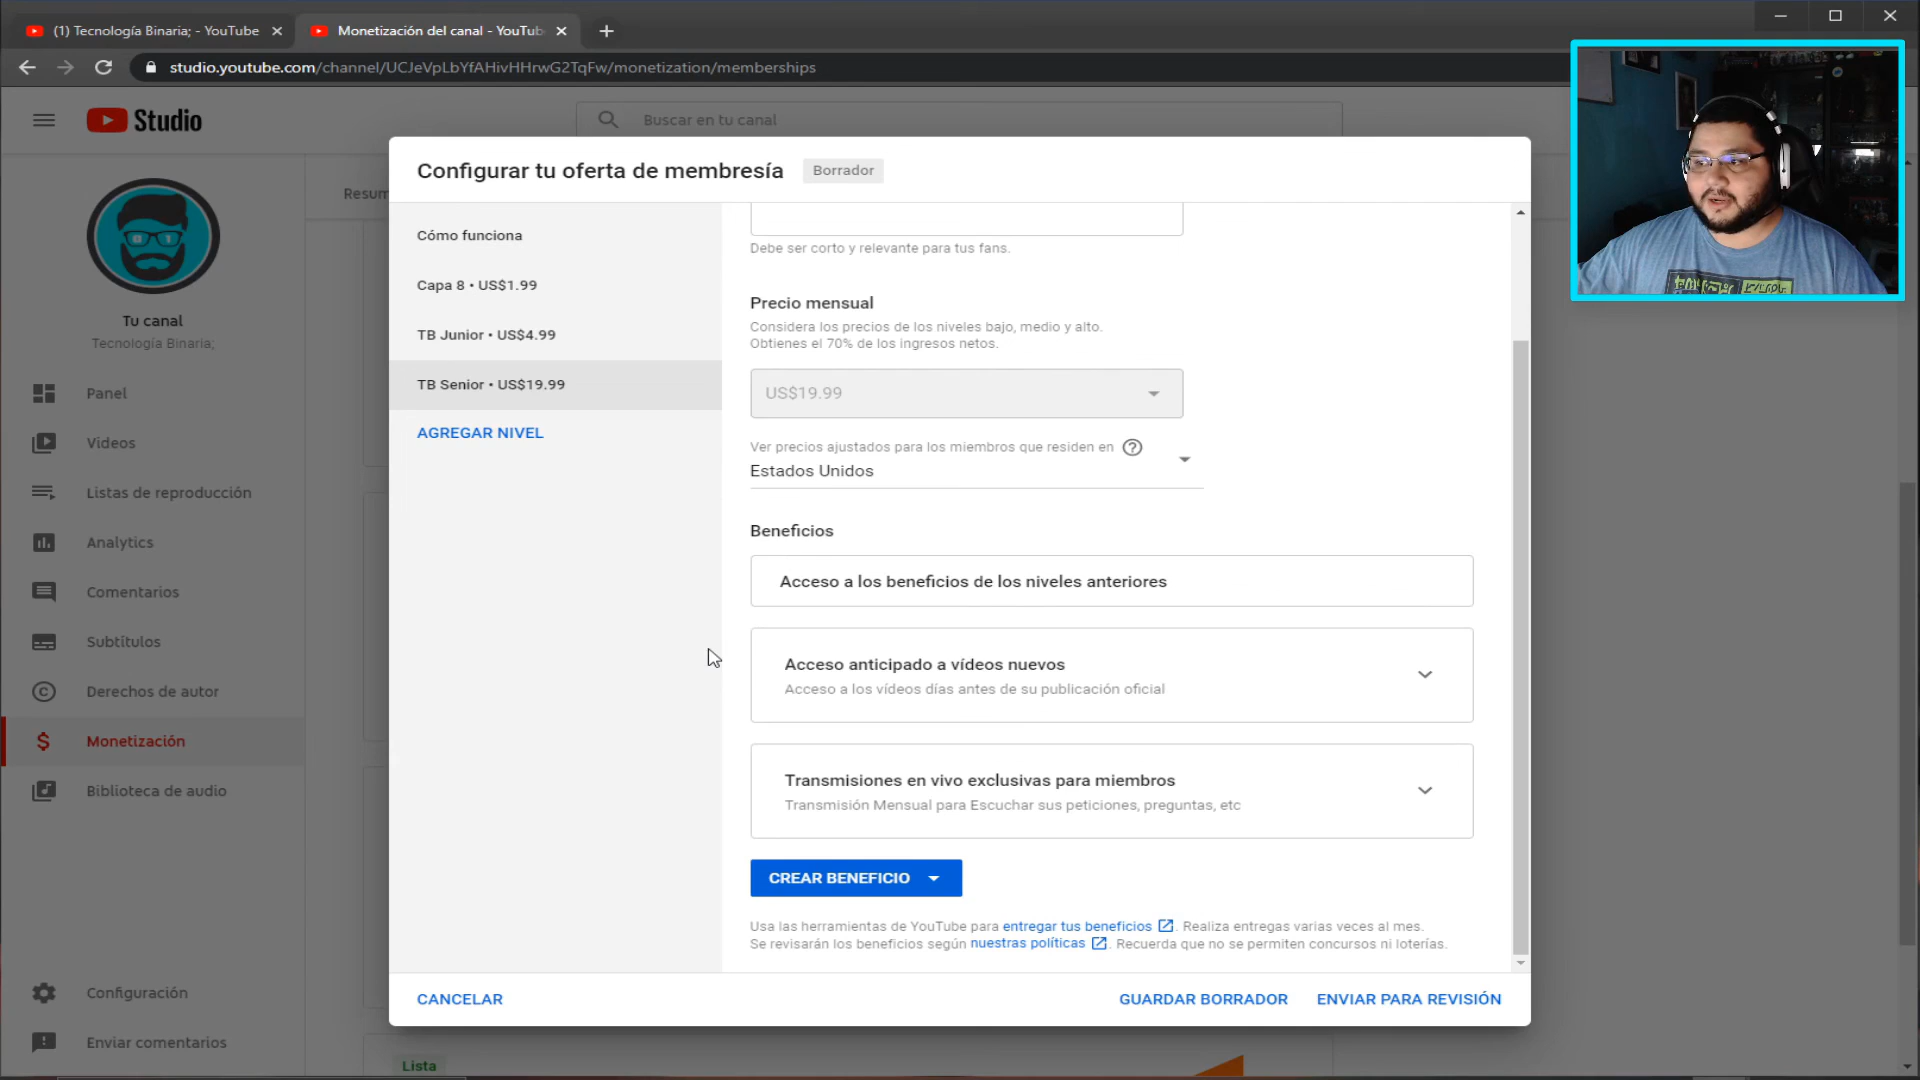 (1) Tecnología Binaria; - YouTube
Monetización del canal - YouTub
studio.youtube.com/channel/UCJeVpLbYfAHivHHrwG2TqFw/monetization/memberships
Studio
Buscar en tu canal
Tu canal
Tecnología Binaria;
Panel
Videos
Listas de reproducción
Analytics
Comentarios
Subtítulos
Derechos de autor
Monetización
Biblioteca de audio
Configuración
Enviar comentarios
Resum
Configurar tu oferta de membresía
Borrador
Cómo funciona
Capa 8 • US$1.99
TB Junior • US$4.99
TB Senior • US$19.99
AGREGAR NIVEL
Debe ser corto y relevante para tus fans.
Precio mensual
Considera los precios de los niveles bajo, medio y alto.
Obtienes el 70% de los ingresos netos.
US$19.99
Ver precios ajustados para los miembros que residen en
Estados Unidos
Beneficios
Acceso a los beneficios de los niveles anteriores
Acceso anticipado a vídeos nuevos
Acceso a los vídeos días antes de su publicación oficial
Transmisiones en vivo exclusivas para miembros
Transmisión Mensual para Escuchar sus peticiones, preguntas, etc
CREAR BENEFICIO
Usa las herramientas de YouTube para entregar tus beneficios . Realiza entregas varias veces al mes.
Se revisarán los beneficios según nuestras políticas . Recuerda que no se permiten concursos ni loterías.
CANCELAR
GUARDAR BORRADOR
ENVIAR PARA REVISIÓN
Lista